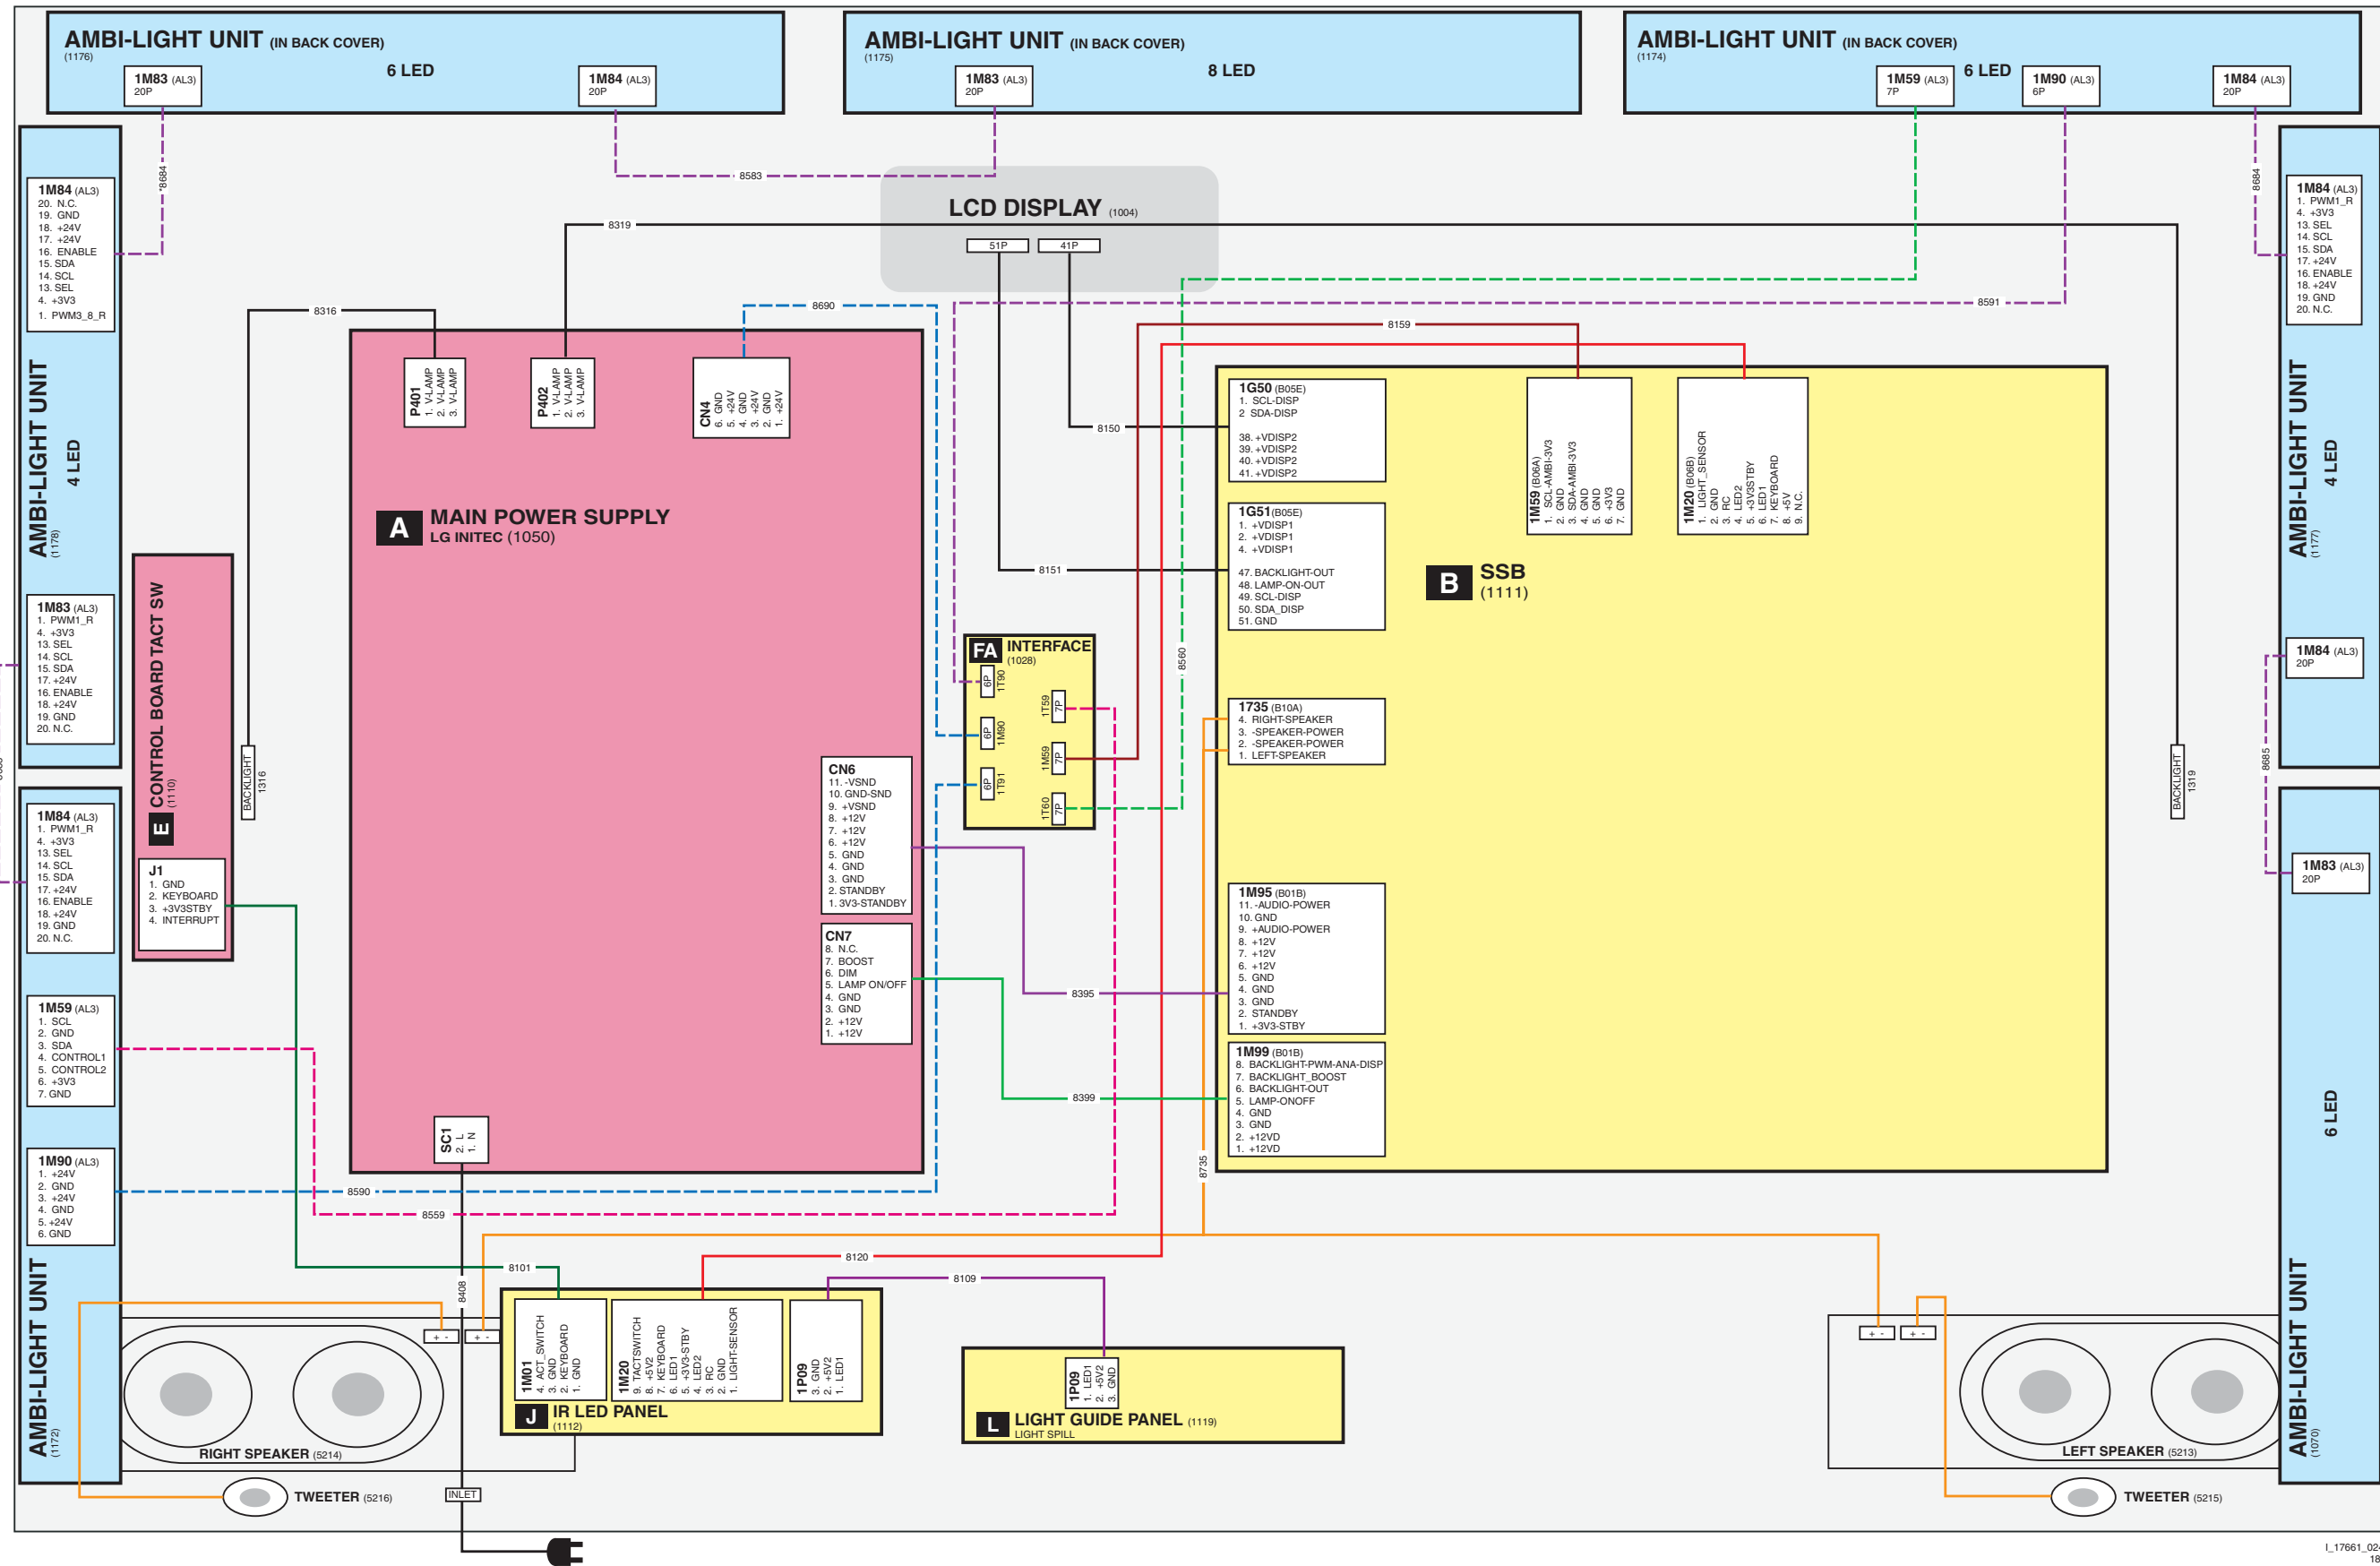 AMBI-LIGHT UNIT (IN BACK COVER)
(1176)
6 LED
1M83 (AL3)
20P
1M84 (AL3)
20P
AMBI-LIGHT UNIT (IN BACK COVER)
(1175)
8 LED
1M83 (AL3)
20P
AMBI-LIGHT UNIT (IN BACK COVER)
(1174)
1M59 (AL3)
7P
6 LED
1M90 (AL3)
6P
1M84 (AL3)
20P
*8684
8583
8684
LCD DISPLAY (1004)
51P
41P
8319
8316
8690
8591
8159
8150
8151
8560
1M84 (AL3)
20. N.C.
19. GND
18. +24V
17. +24V
16. ENABLE
15. SDA
14. SCL
13. SEL
4. +3V3
1. PWM3_8_R
AMBI-LIGHT UNIT
(1178)
4 LED
1M83 (AL3)
1. PWM1_R
4. +3V3
13. SEL
14. SCL
15. SDA
17. +24V
16. ENABLE
18. +24V
19. GND
20. N.C.
1M84 (AL3)
1. PWM1_R
4. +3V3
13. SEL
14. SCL
15. SDA
17. +24V
16. ENABLE
18. +24V
19. GND
20. N.C.
1M59 (AL3)
1. SCL
2. GND
3. SDA
4. CONTROL1
5. CONTROL2
6. +3V3
7. GND
1M90 (AL3)
1. +24V
2. GND
3. +24V
4. GND
5. +24V
6. GND
AMBI-LIGHT UNIT
(1172)
E CONTROL BOARD TACT SW
(1110)
J1
1. GND
2. KEYBOARD
3. +3V3STBY
4. INTERRUPT
BACKLIGHT
1316
P401
1. V-LAMP
2. V-LAMP
3. V-LAMP
P402
1. V-LAMP
2. V-LAMP
3. V-LAMP
CN4
6. GND
5. +24V
4. GND
3. +24V
2. GND
1. +24V
A MAIN POWER SUPPLY
LG INITEC (1050)
CN6
11. -VSND
10. GND-SND
9. +VSND
8. +12V
7. +12V
6. +12V
5. GND
4. GND
3. GND
2. STANDBY
1. 3V3-STANDBY
CN7
8. N.C.
7. BOOST
6. DIM
5. LAMP ON/OFF
4. GND
3. GND
2. +12V
1. +12V
SC1
2. L
1. N
FA INTERFACE
(1028)
6P
1T90
1T59
7P
6P
1M90
1M59
7P
6P
1T91
1T60
7P
1G50 (B05E)
1. SCL-DISP
2 SDA-DISP
38. +VDISP2
39. +VDISP2
40. +VDISP2
41. +VDISP2
1G51(B05E)
1. +VDISP1
2. +VDISP1
4. +VDISP1
47. BACKLIGHT-OUT
48. LAMP-ON-OUT
49. SCL-DISP
50. SDA_DISP
51. GND
1M59 (B06A)
1. SCL-AMBI-3V3
2. GND
3. SDA-AMBI-3V3
4. GND
5. GND
6. +3V3
7. GND
1M20 (B06B)
1. LIGHT_SENSOR
2. GND
3. RC
4. LED2
5. +3V3STBY
6. LED1
7. KEYBOARD
8. +5V
9. N.C.
B SSB
(1111)
1735 (B10A)
4. RIGHT-SPEAKER
3. -SPEAKER-POWER
2. -SPEAKER-POWER
1. LEFT-SPEAKER
1M95 (B01B)
11. -AUDIO-POWER
10. GND
9. +AUDIO-POWER
8. +12V
7. +12V
6. +12V
5. GND
4. GND
3. GND
2. STANDBY
1. +3V3-STBY
1M99 (B01B)
8. BACKLIGHT-PWM-ANA-DISP
7. BACKLIGHT_BOOST
6. BACKLIGHT-OUT
5. LAMP-ONOFF
4. GND
3. GND
2. +12VD
1. +12VD
8395
8399
8735
8590
8559
8120
8101
8109
8408
BACKLIGHT
1319
1M84 (AL3)
1. PWM1_R
4. +3V3
13. SEL
14. SCL
15. SDA
17. +24V
16. ENABLE
18. +24V
19. GND
20. N.C.
AMBI-LIGHT UNIT
(1177)
4 LED
1M84 (AL3)
20P
8685
1M83 (AL3)
20P
6 LED
AMBI-LIGHT UNIT
(1070)
1M01
4. ACT_SWITCH
3. GND
2. KEYBOARD
1. GND
1M20
9. TACTSWITCH
8. +5V2
7. KEYBOARD
6. LED1
5. +3V3-STBY
4. LED2
3. RC
2. GND
1. LIGHT-SENSOR
1P09
3. GND
2. +5V2
1. LED1
J IR LED PANEL
(1112)
1P09
1. LED1
2. +5V2
3. GND
L LIGHT GUIDE PANEL (1119)
LIGHT SPILL
+ -
+ -
+ -
+ -
RIGHT SPEAKER (5214)
TWEETER (5216)
INLET
LEFT SPEAKER (5213)
TWEETER (5215)